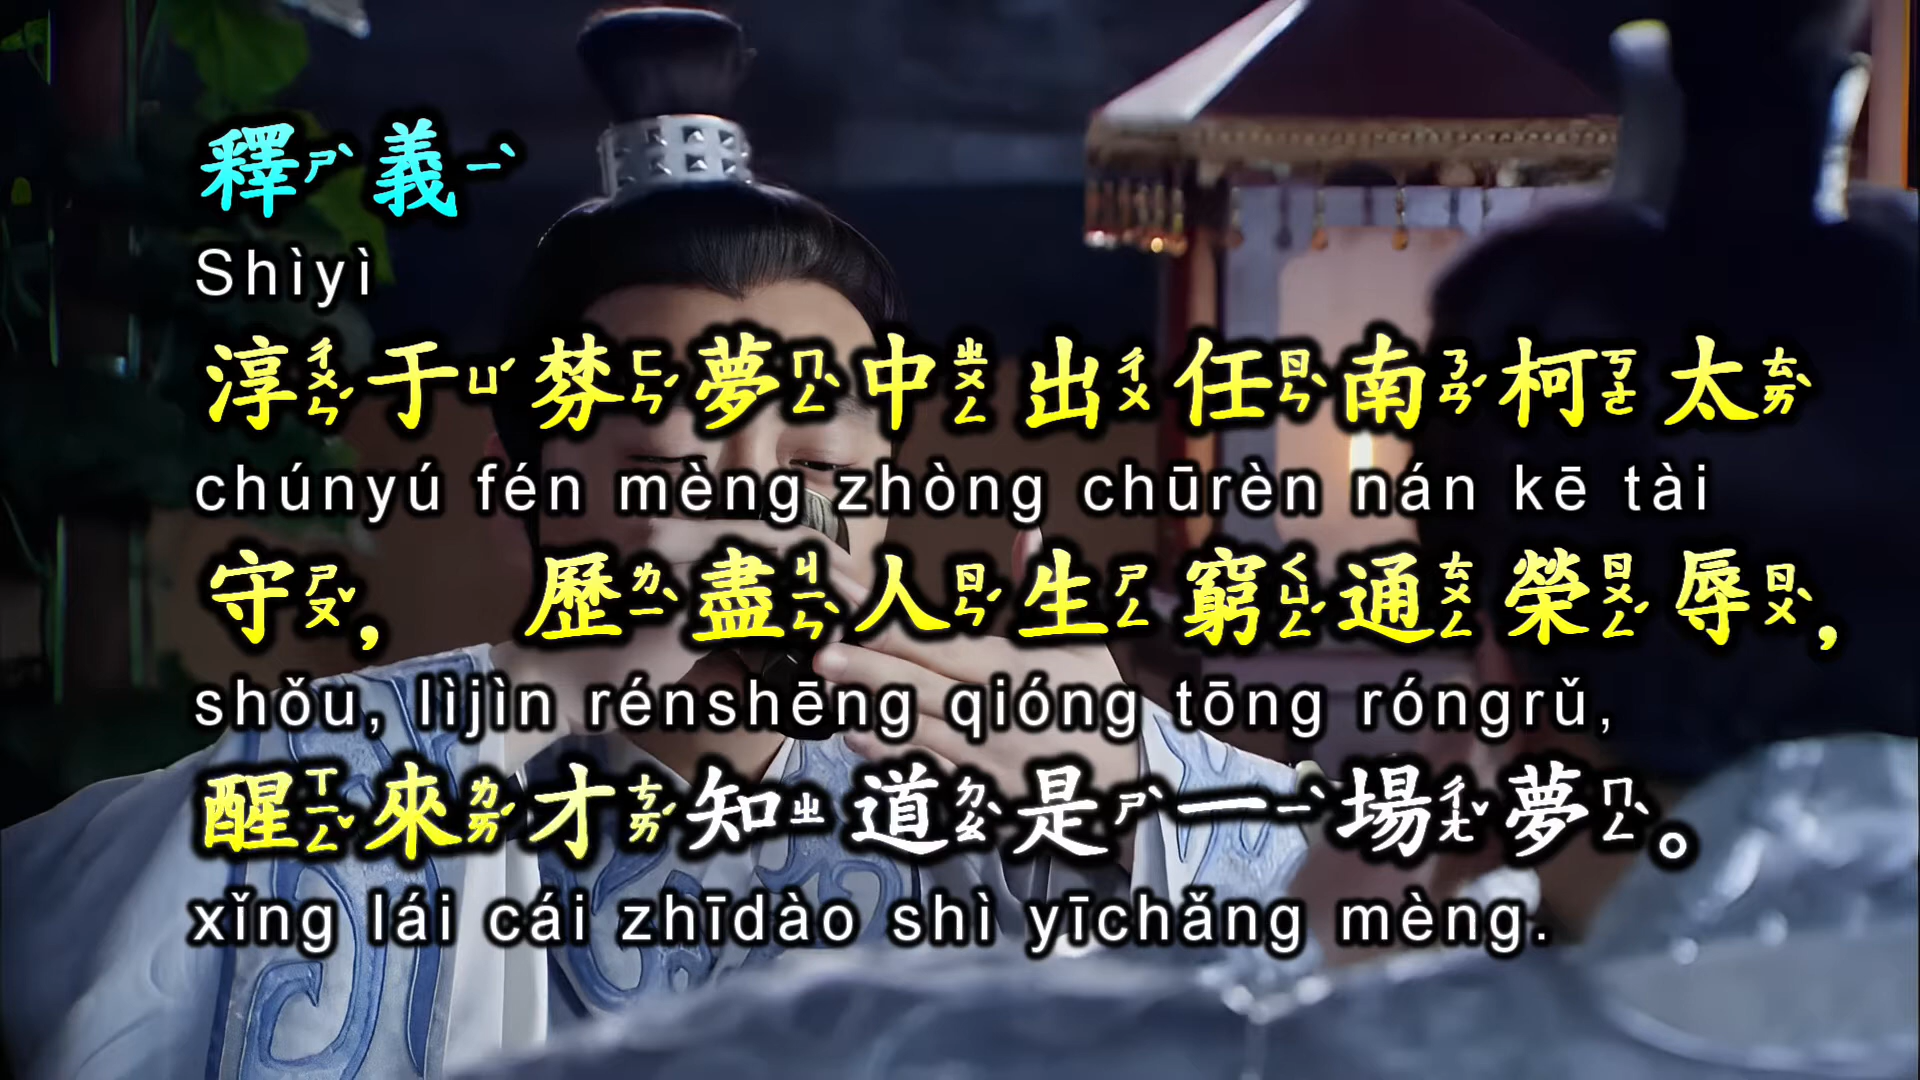 釋ㄕˋ義ㄧˋ
Shìyì
淳ㄔㄨㄣˊ于ㄩˊ棼ㄈㄣˊ夢ㄇㄥˋ中ㄓㄨㄥˋ出ㄔㄨ任ㄖㄣˋ南ㄋㄢˊ柯ㄎㄜ太ㄊㄞˋ
chúnyú fén mèng zhòng chūrèn nán kē tài
守ㄕㄡˇ，歷ㄌㄧˋ盡ㄐㄧㄣˋ人ㄖㄣˊ生ㄕㄥ窮ㄑㄩㄥˊ通ㄊㄨㄥ榮ㄖㄨㄥˊ辱ㄖㄨˋ，
shǒu, lìjìn rénshēng qióng tōng róngrǔ,
醒ㄒㄧㄥˇ來ㄌㄞˊ才ㄘㄞˊ知ㄓ道ㄉㄠˋ是ㄕˋ一ㄧˋ場ㄔㄤˇ夢ㄇㄥˋ。
xǐng lái cái zhīdào shì yīchǎng mèng.